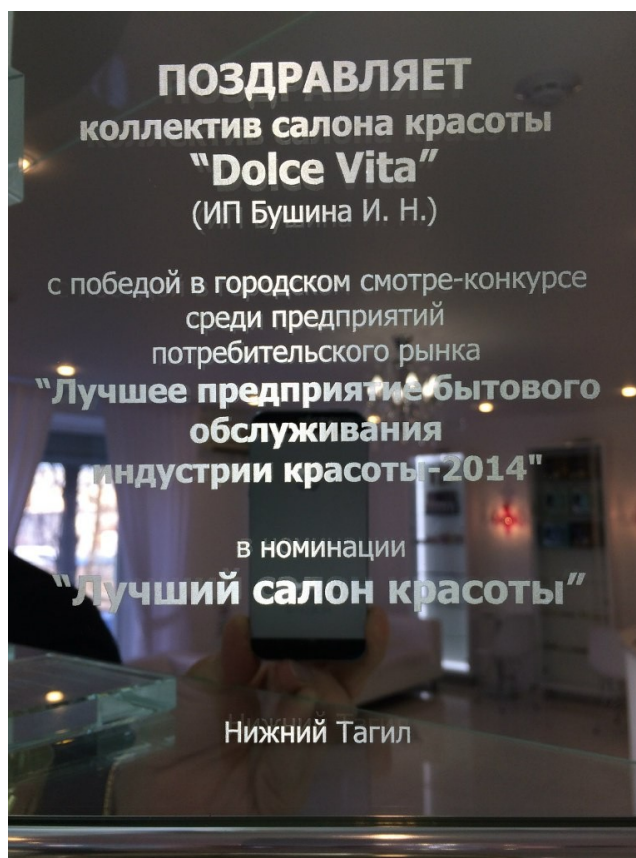 ПОЗДРАВЛЯЕТ
коллектив салона красоты
“Dolce Vita”
(ИП Бушина И. Н.)
с победой в городском смотре-конкурсе
среди предприятий
потребительского рынка
“Лучшее предприятие бытового
обслуживания
индустрии красоты-2014"
в номинации
“Лучший салон красоты”
Нижний Тагил